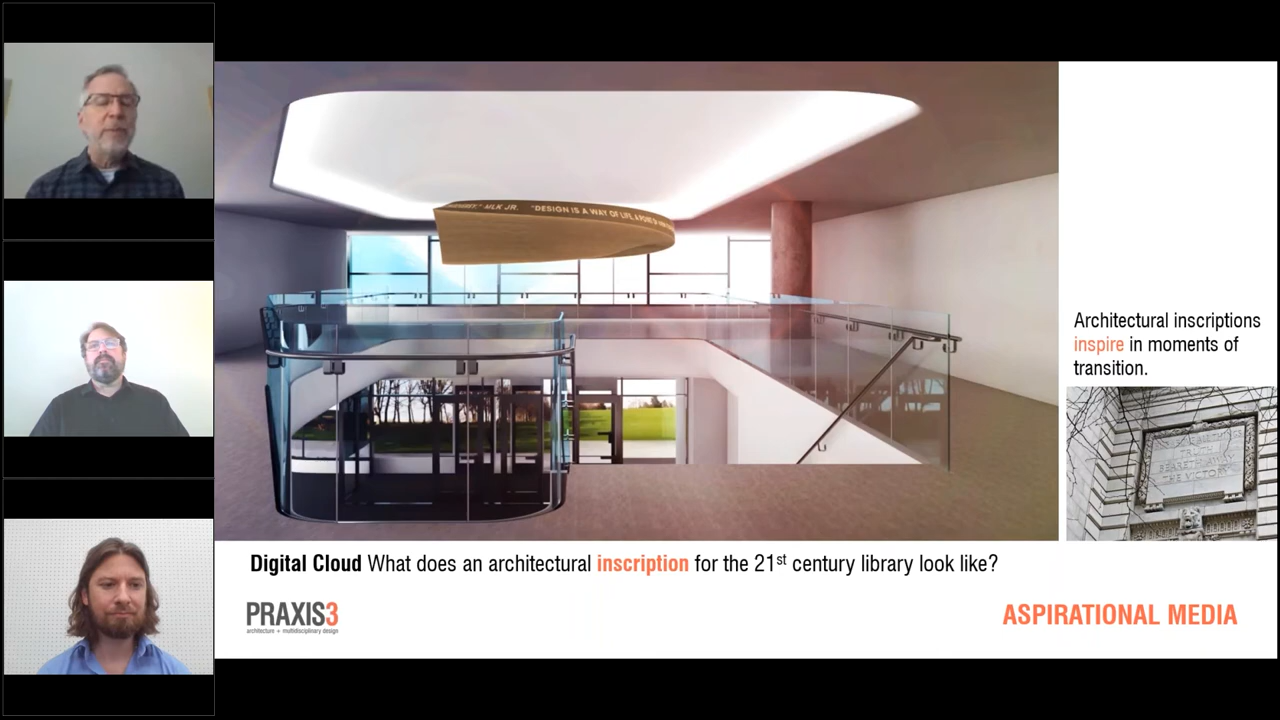 " MLK JR. "DESIGN IS A WAY OF LIFE, A POINT OF
Architectural inscriptions
inspire in moments of
transition.
TRUTH
BEARETH
THE VICTORY
Digital Cloud What does an architectural inscription for the 21st century library look like?
PRAXIS3
architecture + multidisciplinary design
ASPIRATIONAL MEDIA